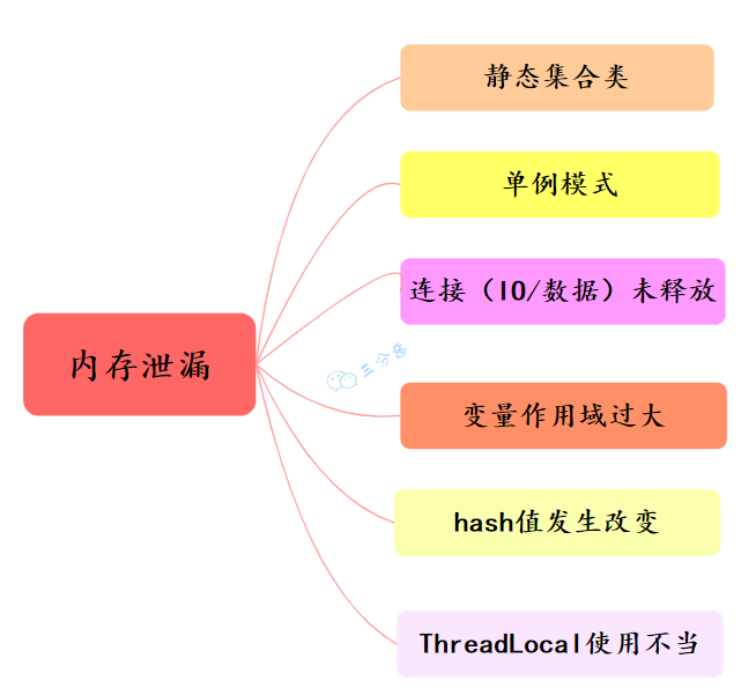 静态集合类
单例模式
连接（IO/数据）未释放
内存泄漏
三分恶
变量作用域过大
hash值发生改变
ThreadLocal使用不当